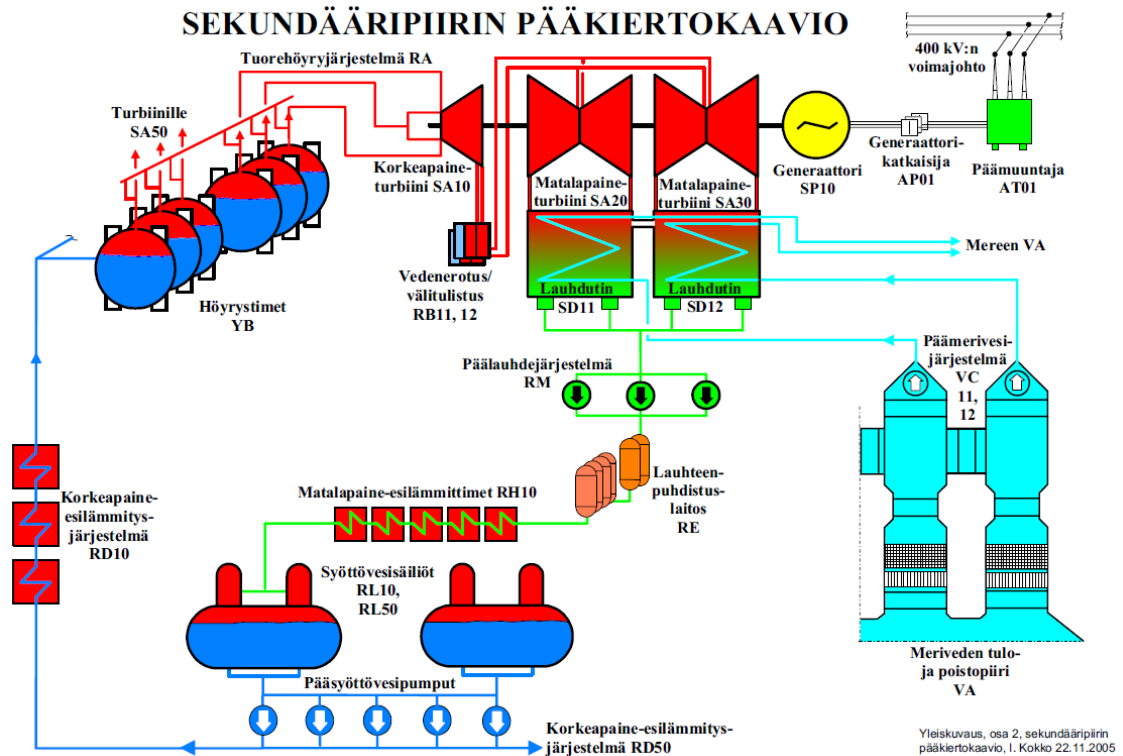 SEKUNDÄÄRIPIIRIN PÄÄKIERTOKAAVIO
Tuorehöyryjärjestelmä RA
400 kV:n
voimajohto
Turbiinille
SA50
Korkeapaine-
turbiini SA10
Matalapaine-
turbiini SA20
Matalapaine-
turbiini SA30
Generaattori
SP10
Generaattori-
katkaisija
AP01
Päämuuntaja
AT01
Mereen VA
Vedenerotus/
välitulistus
RB11, 12
Lauhdutin
SD11
Lauhdutin
SD12
Höyrystimet
YB
Päälauhdejärjestelmä
RM
Päämerivesi-
järjestelmä
VC
11,
12
Korkeapaine-
esilämmitys-
järjestelmä
RD10
Matalapaine-esilämmittimet RH10
Lauhteen-
puhdistus-
laitos
RE
Syöttövesisäiliöt
RL10,
RL50
Meriveden tulo-
ja poistopiiri
VA
Pääsyöttövesipumput
Korkeapaine-esilämmitys-
järjestelmä RD50
Yleiskuvaus, osa 2, sekundääripiirin
pääkiertokaavio, I. Kokko 22.11.2005